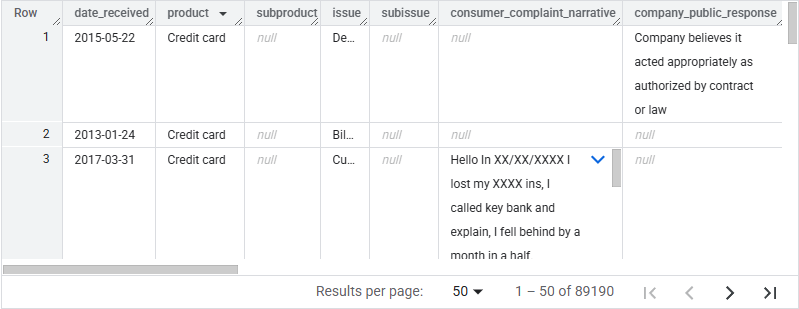 Row date_received product subproduct issue subissue consumer_complaint_narrative company_public_response
1 2015-05-22 Credit card null De... null null Company believes it
acted appropriately as
authorized by contract
or law
2 2013-01-24 Credit card null Bil... null null null
3 2017-03-31 Credit card null Cu... null Hello In XX/XX/XXXX I null
lost my XXXX ins, I
called key bank and
explain, I fell behind by a
month in a half
Results per page: 50 1 – 50 of 89190